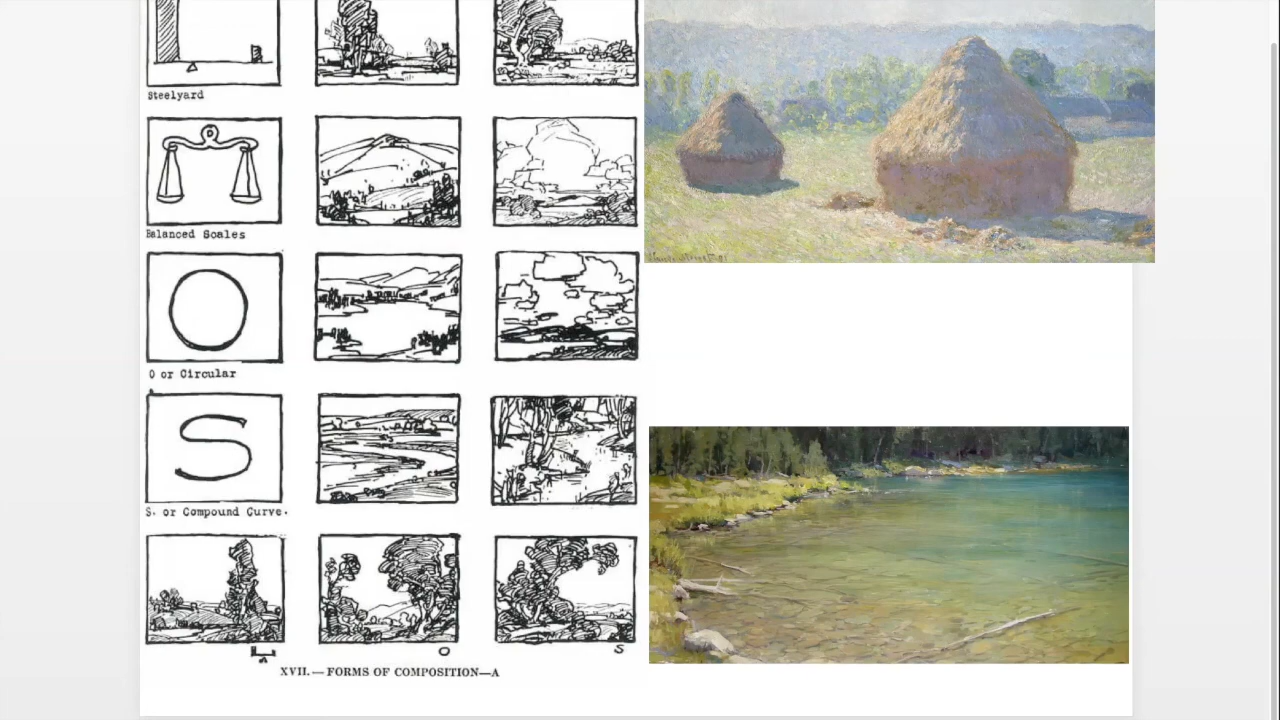 Steelyard
Balanced Scales
O or Circular
S
S. or Compound Curve.
O
S
XVII.—FORMS OF COMPOSITION—A